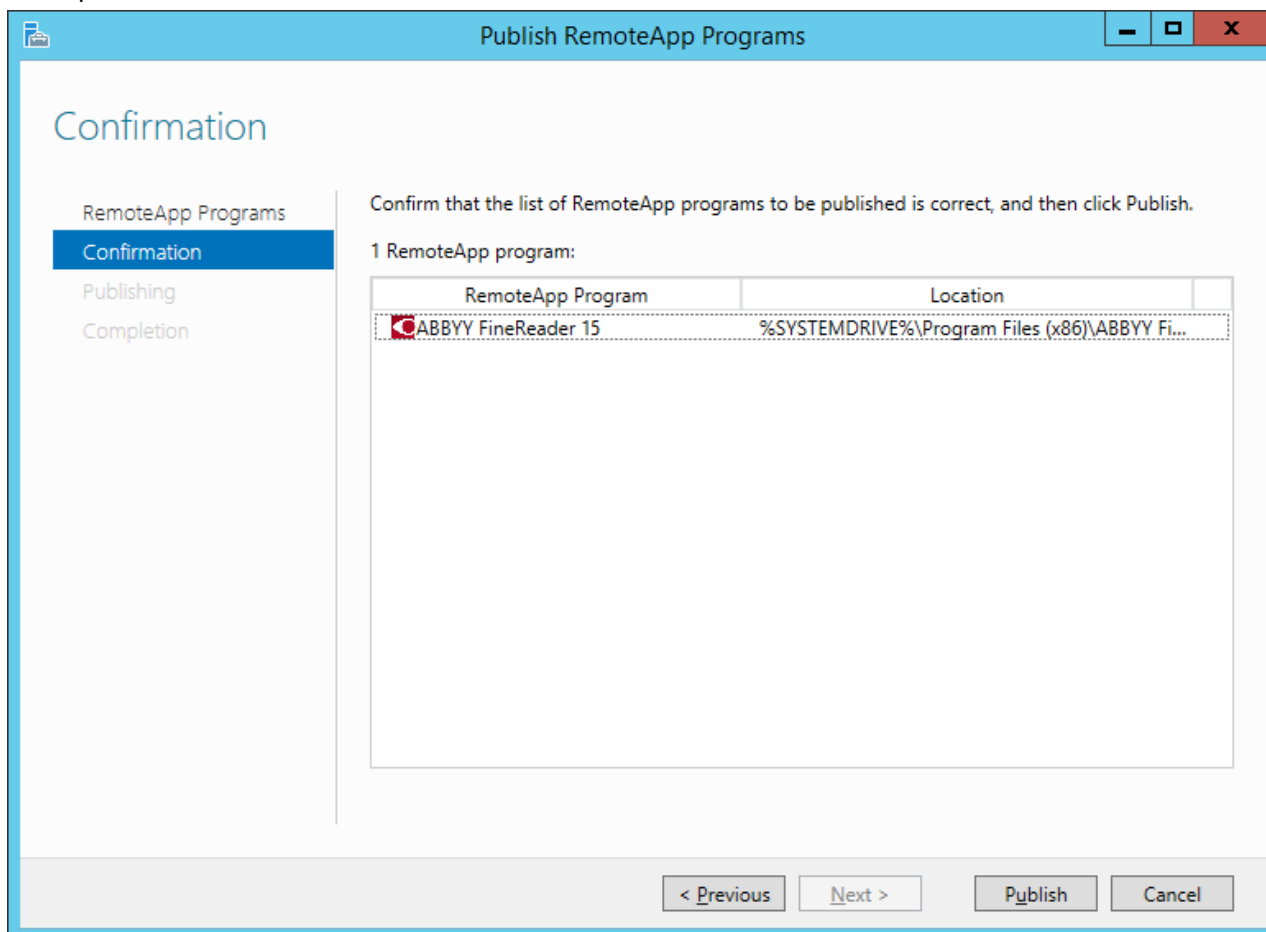 Publish RemoteApp Programs
Confirmation
RemoteApp Programs
Confirmation
Publishing
Completion
Confirm that the list of RemoteApp programs to be published is correct, and then click Publish.
1 RemoteApp program:
RemoteApp Program Location
ABBYY FineReader 15 %SYSTEMDRIVE%\Program Files (x86)\ABBYY Fi...
< Previous Next > Publish Cancel